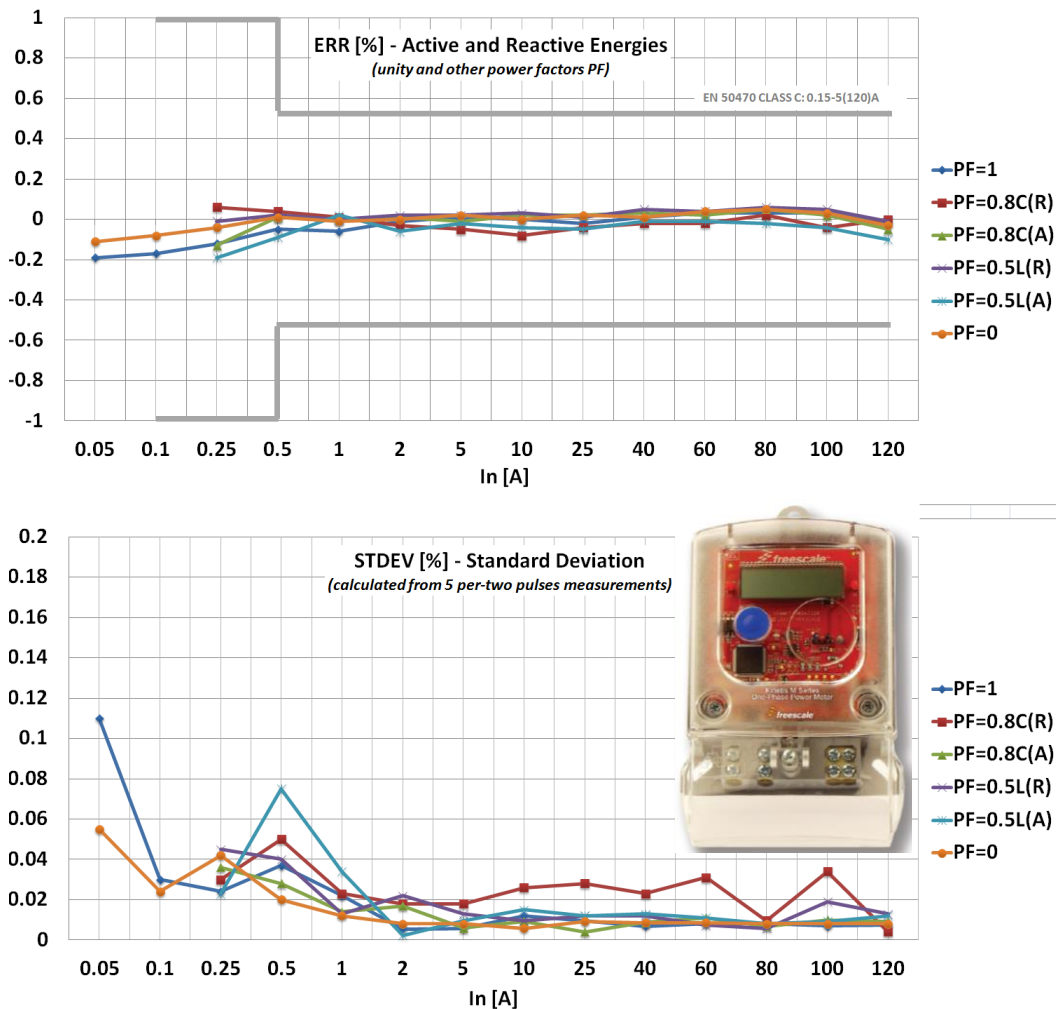 ERR [%] - Active and Reactive Energies
(unity and other power factors PF)
EN 50470 CLASS C: 0.15-5(120)A
1
0.8
0.6
0.4
0.2
0
-0.2
-0.4
-0.6
-0.8
-1
0.05 0.1 0.25 0.5 1 2 5 10 25 40 60 80 100 120
In [A]
PF=1
PF=0.8C(R)
PF=0.8C(A)
PF=0.5L(R)
PF=0.5L(A)
PF=0
STDEV [%] - Standard Deviation
(calculated from 5 per-two pulses measurements)
0.2
0.18
0.16
0.14
0.12
0.1
0.08
0.06
0.04
0.02
0
0.05 0.1 0.25 0.5 1 2 5 10 25 40 60 80 100 120
In [A]
freescale
Kinetis M Series
One-Phase Power Meter
freescale
PF=1
PF=0.8C(R)
PF=0.8C(A)
PF=0.5L(R)
PF=0.5L(A)
PF=0